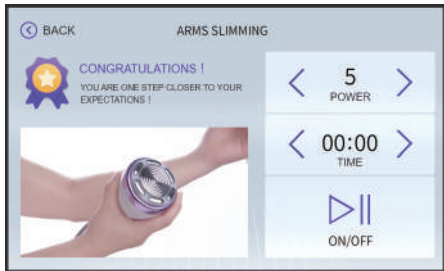 BACK
ARMS SLIMMING
CONGRATULATIONS !
YOU ARE ONE STEP CLOSER TO YOUR
EXPECTATIONS !
5
POWER
00:00
TIME
ON/OFF